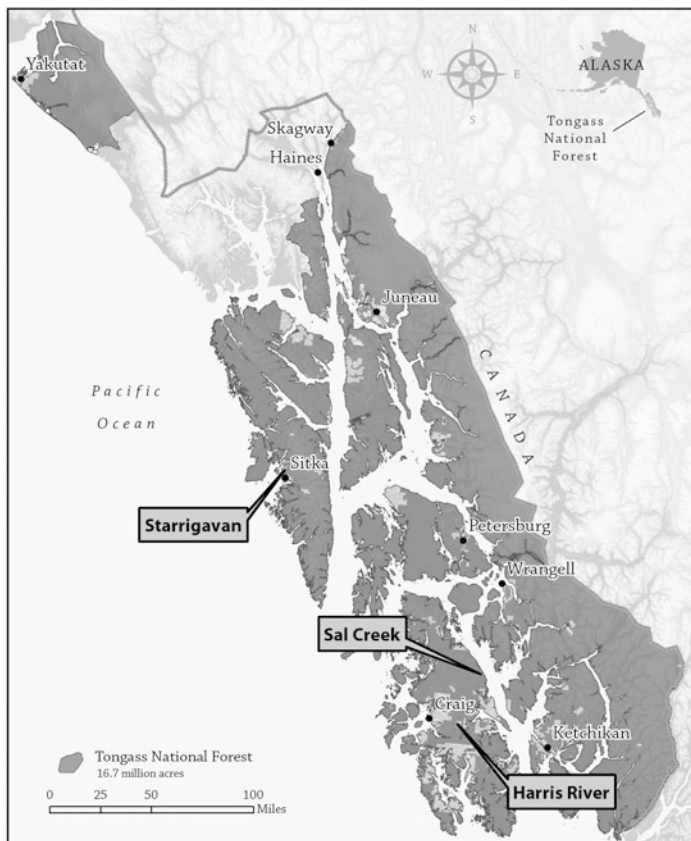 Yakutat
N
W E
S
ALASKA
Tongass
National
Forest
Skagway
Haines
Juneau
CANADA
Pacific
Ocean
Sitka
Starrigavan
Petersburg
Wrangell
Sal Creek
Craig
Ketchikan
Harris River
Tongass National Forest
16.7 million acres
0 25 50 100
Miles